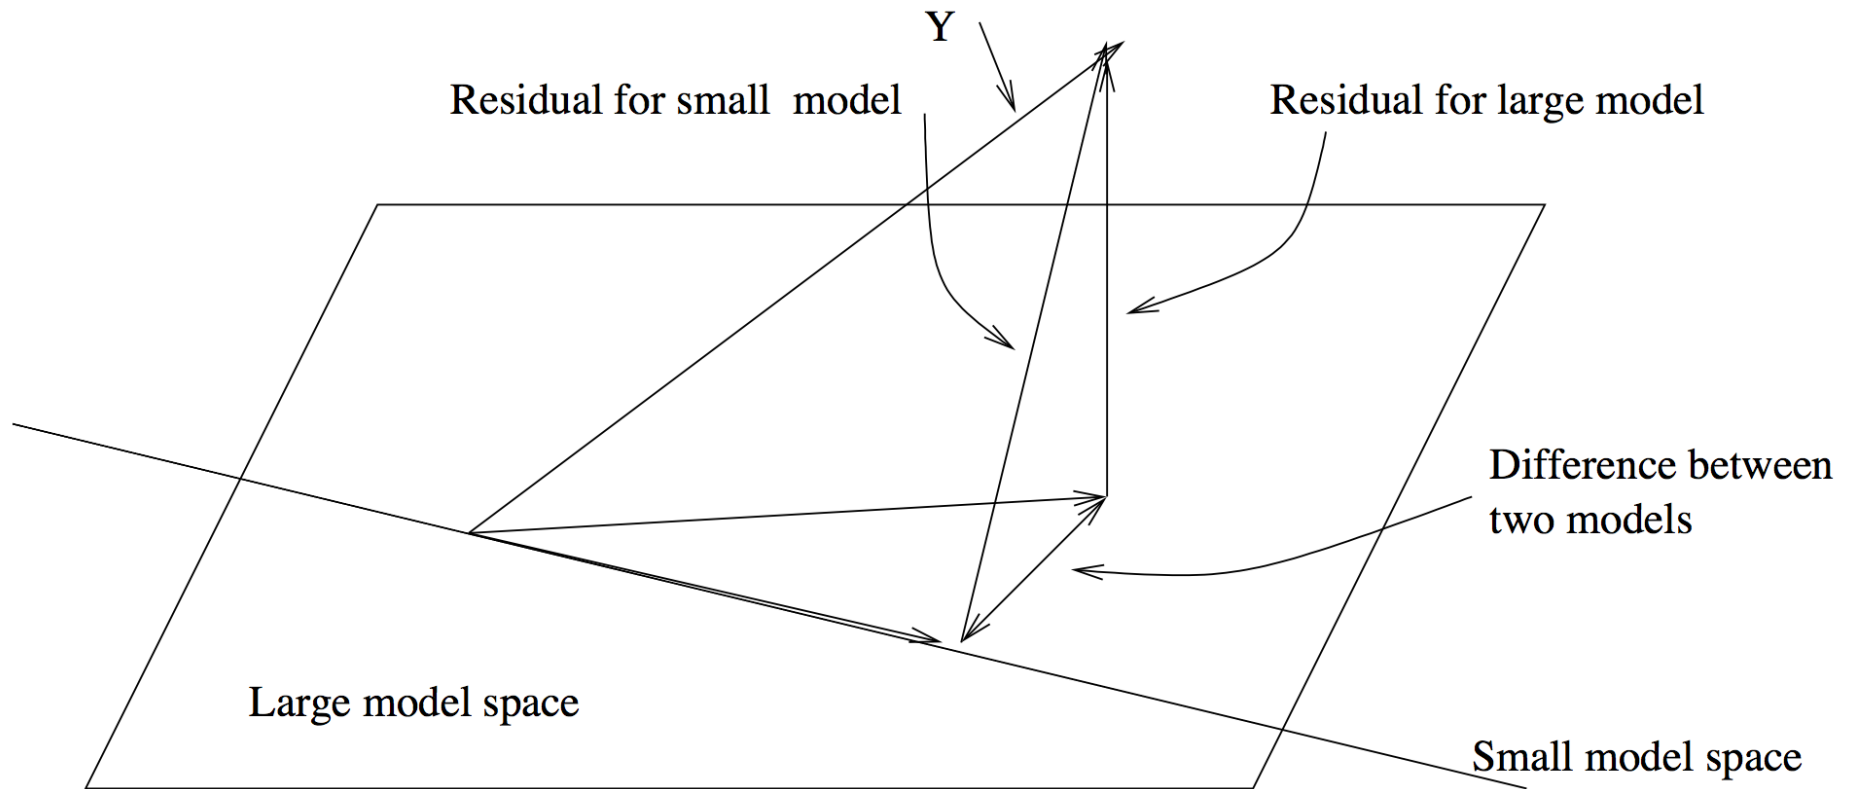 Y
Residual for small model
Residual for large model
Difference between
two models
Large model space
Small model space